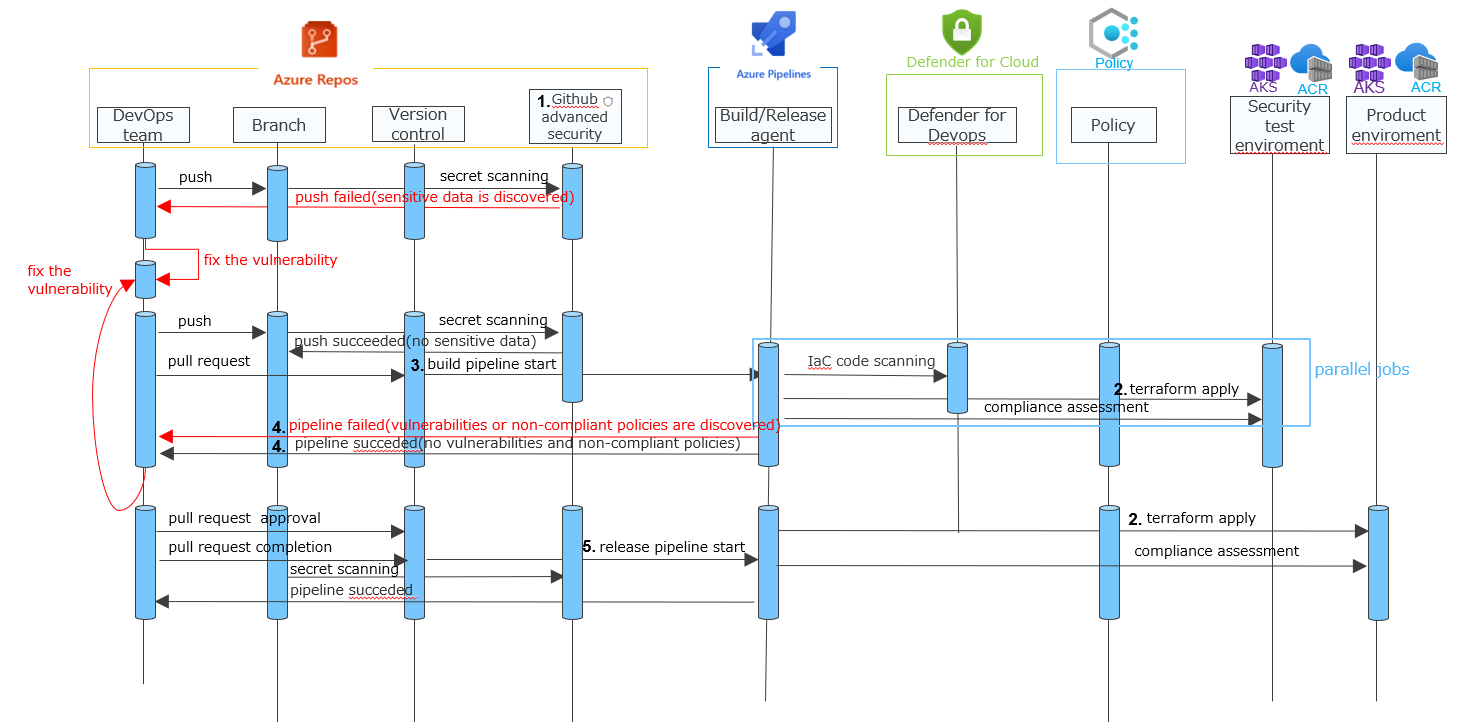 Azure Repos
Azure Pipelines
Defender for Cloud
Policy
AKS
ACR
AKS
ACR
DevOps
team
Branch
Version
control
1. Github
advanced
security
Build/Release
agent
Defender for
Devops
Policy
Security
test
enviroment
Product
enviroment
push
secret scanning
push failed(sensitive data is discovered)
fix the vulnerability
fix the
vulnerability
push
secret scanning
push succeeded(no sensitive data)
pull request
3. build pipeline start
IaC code scanning
parallel jobs
2. terraform apply
compliance assessment
4. pipeline failed(vulnerabilities or non-compliant policies are discovered)
4. pipeline succeded(no vulnerabilities and non-compliant policies)
pull request approval
2. terraform apply
pull request completion
5. release pipeline start
compliance assessment
secret scanning
pipeline succeded